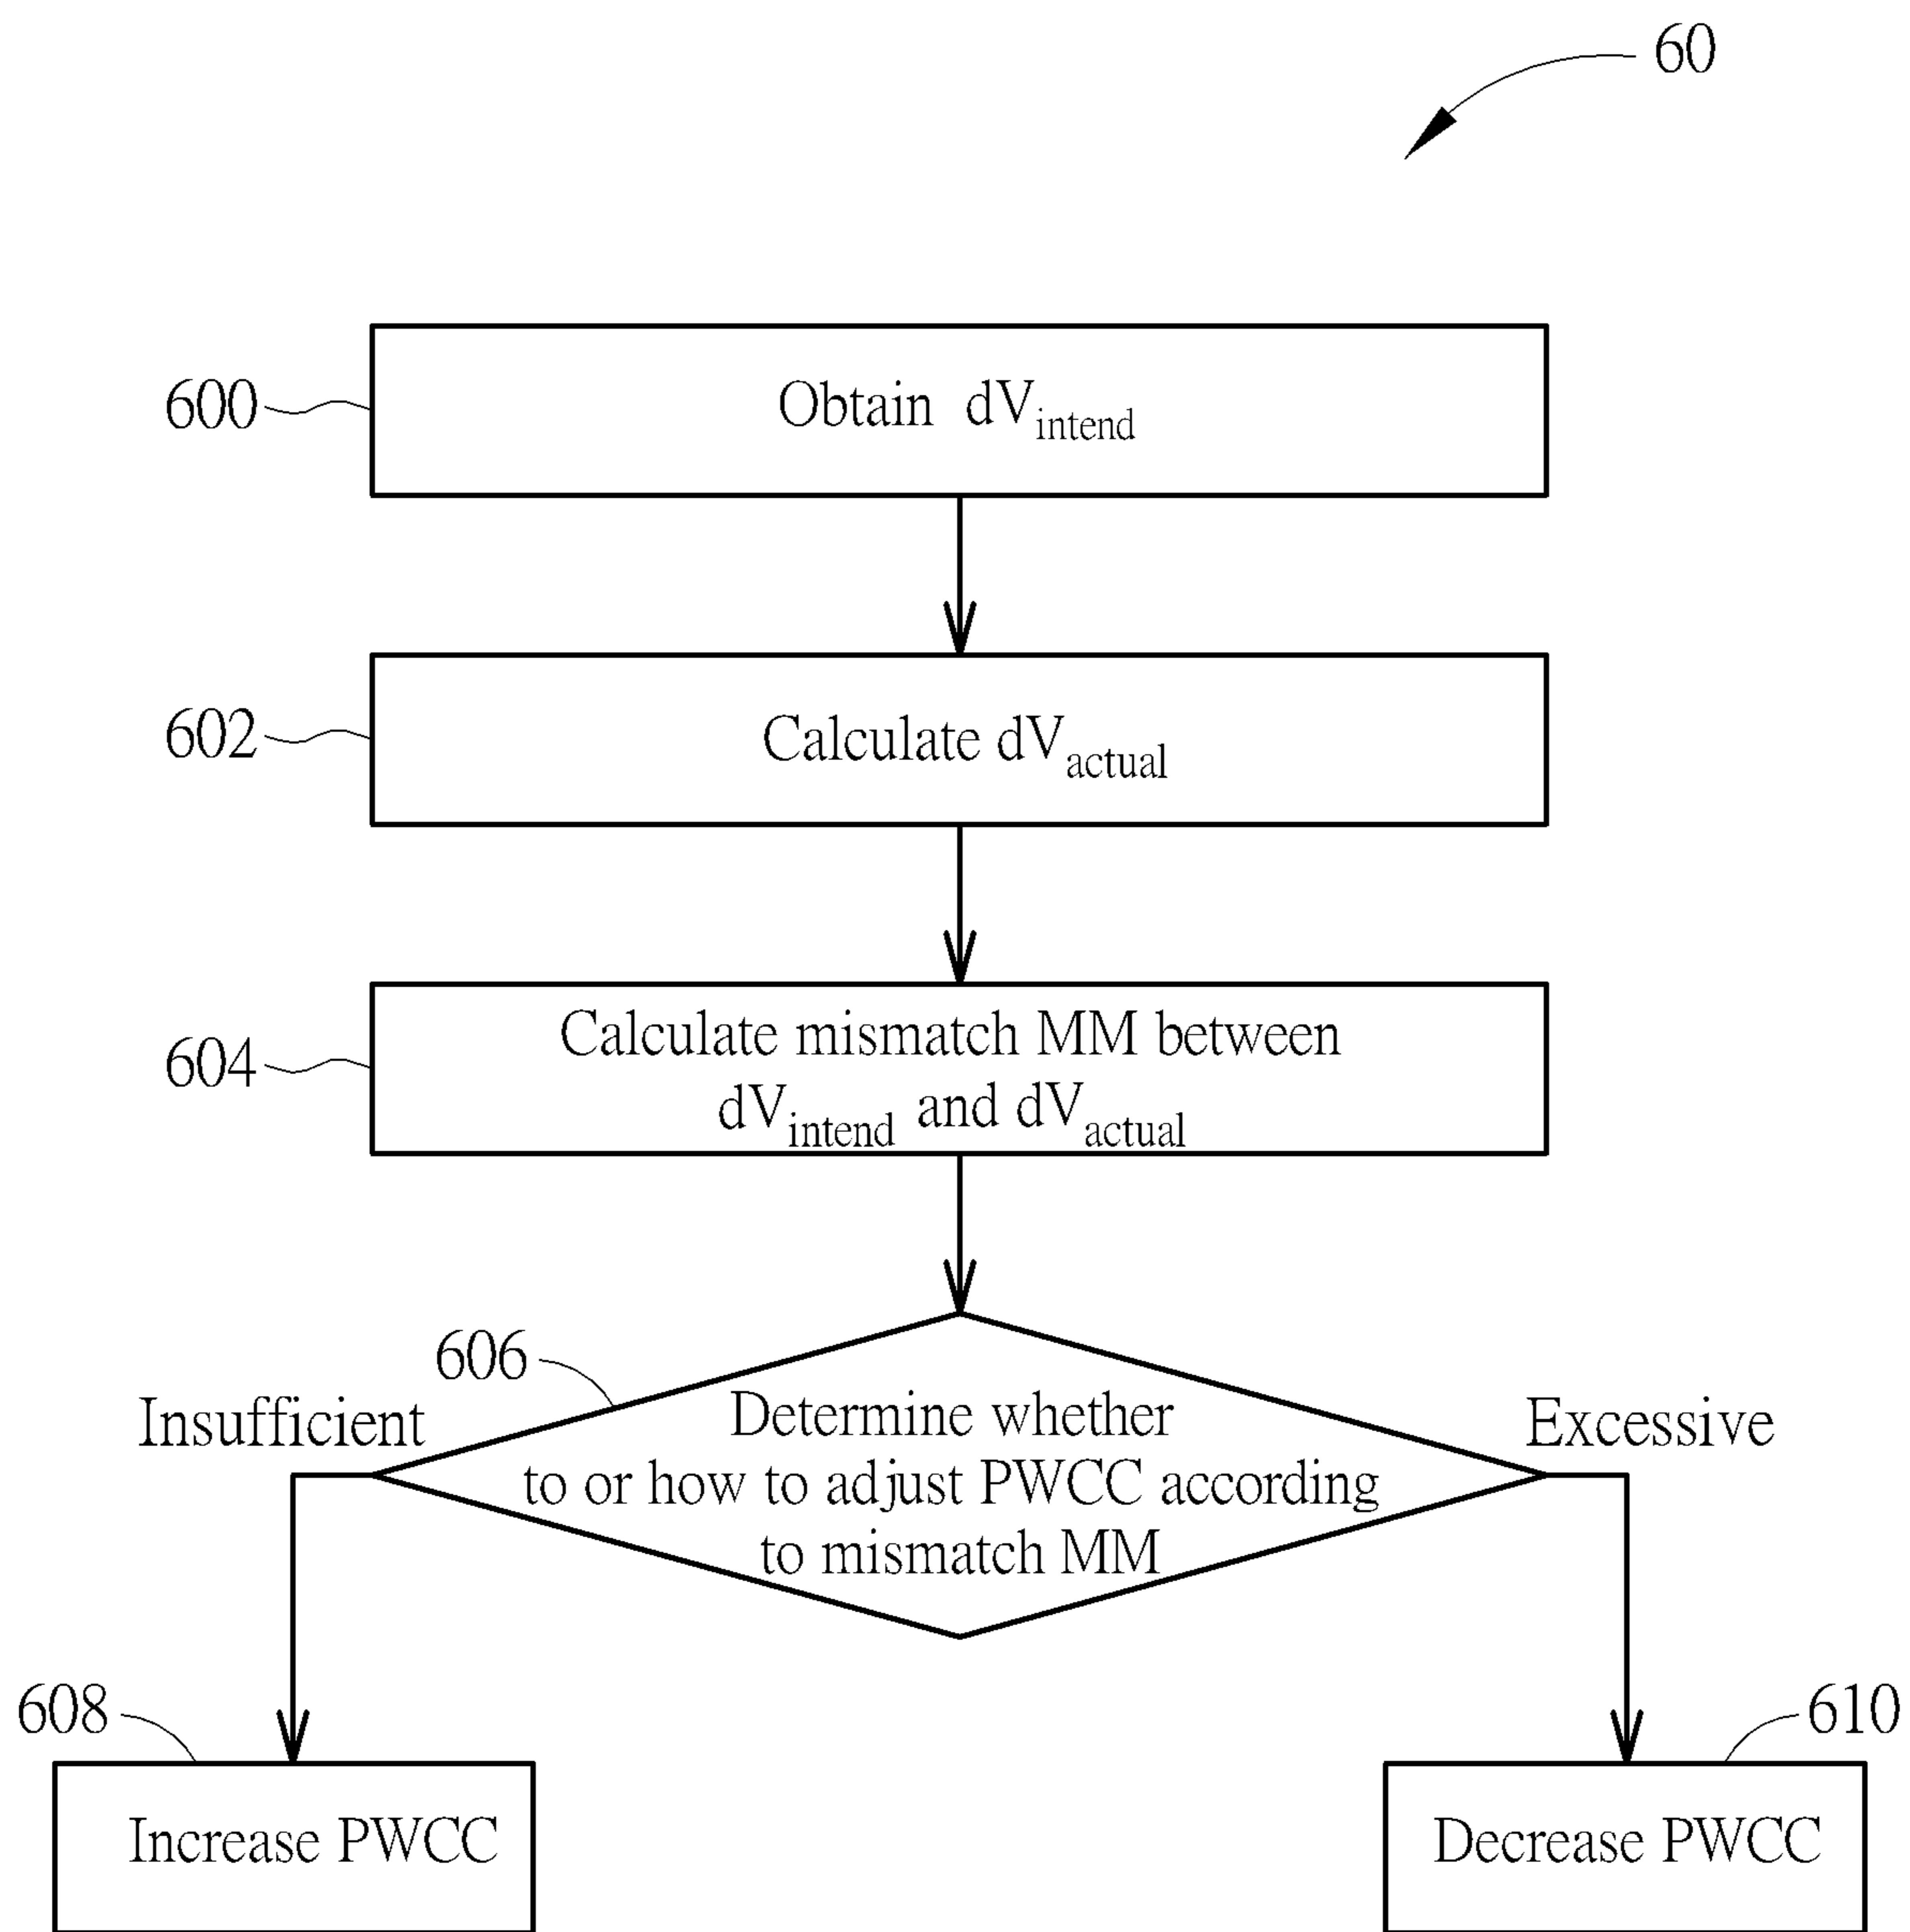 60
600
Obtain dVintend
602
Calculate dVactual
604
Calculate mismatch MM between
dVintend and dVactual
606
Insufficient
Excessive
Determine whether
to or how to adjust PWCC according
to mismatch MM
608
610
Increase PWCC
Decrease PWCC